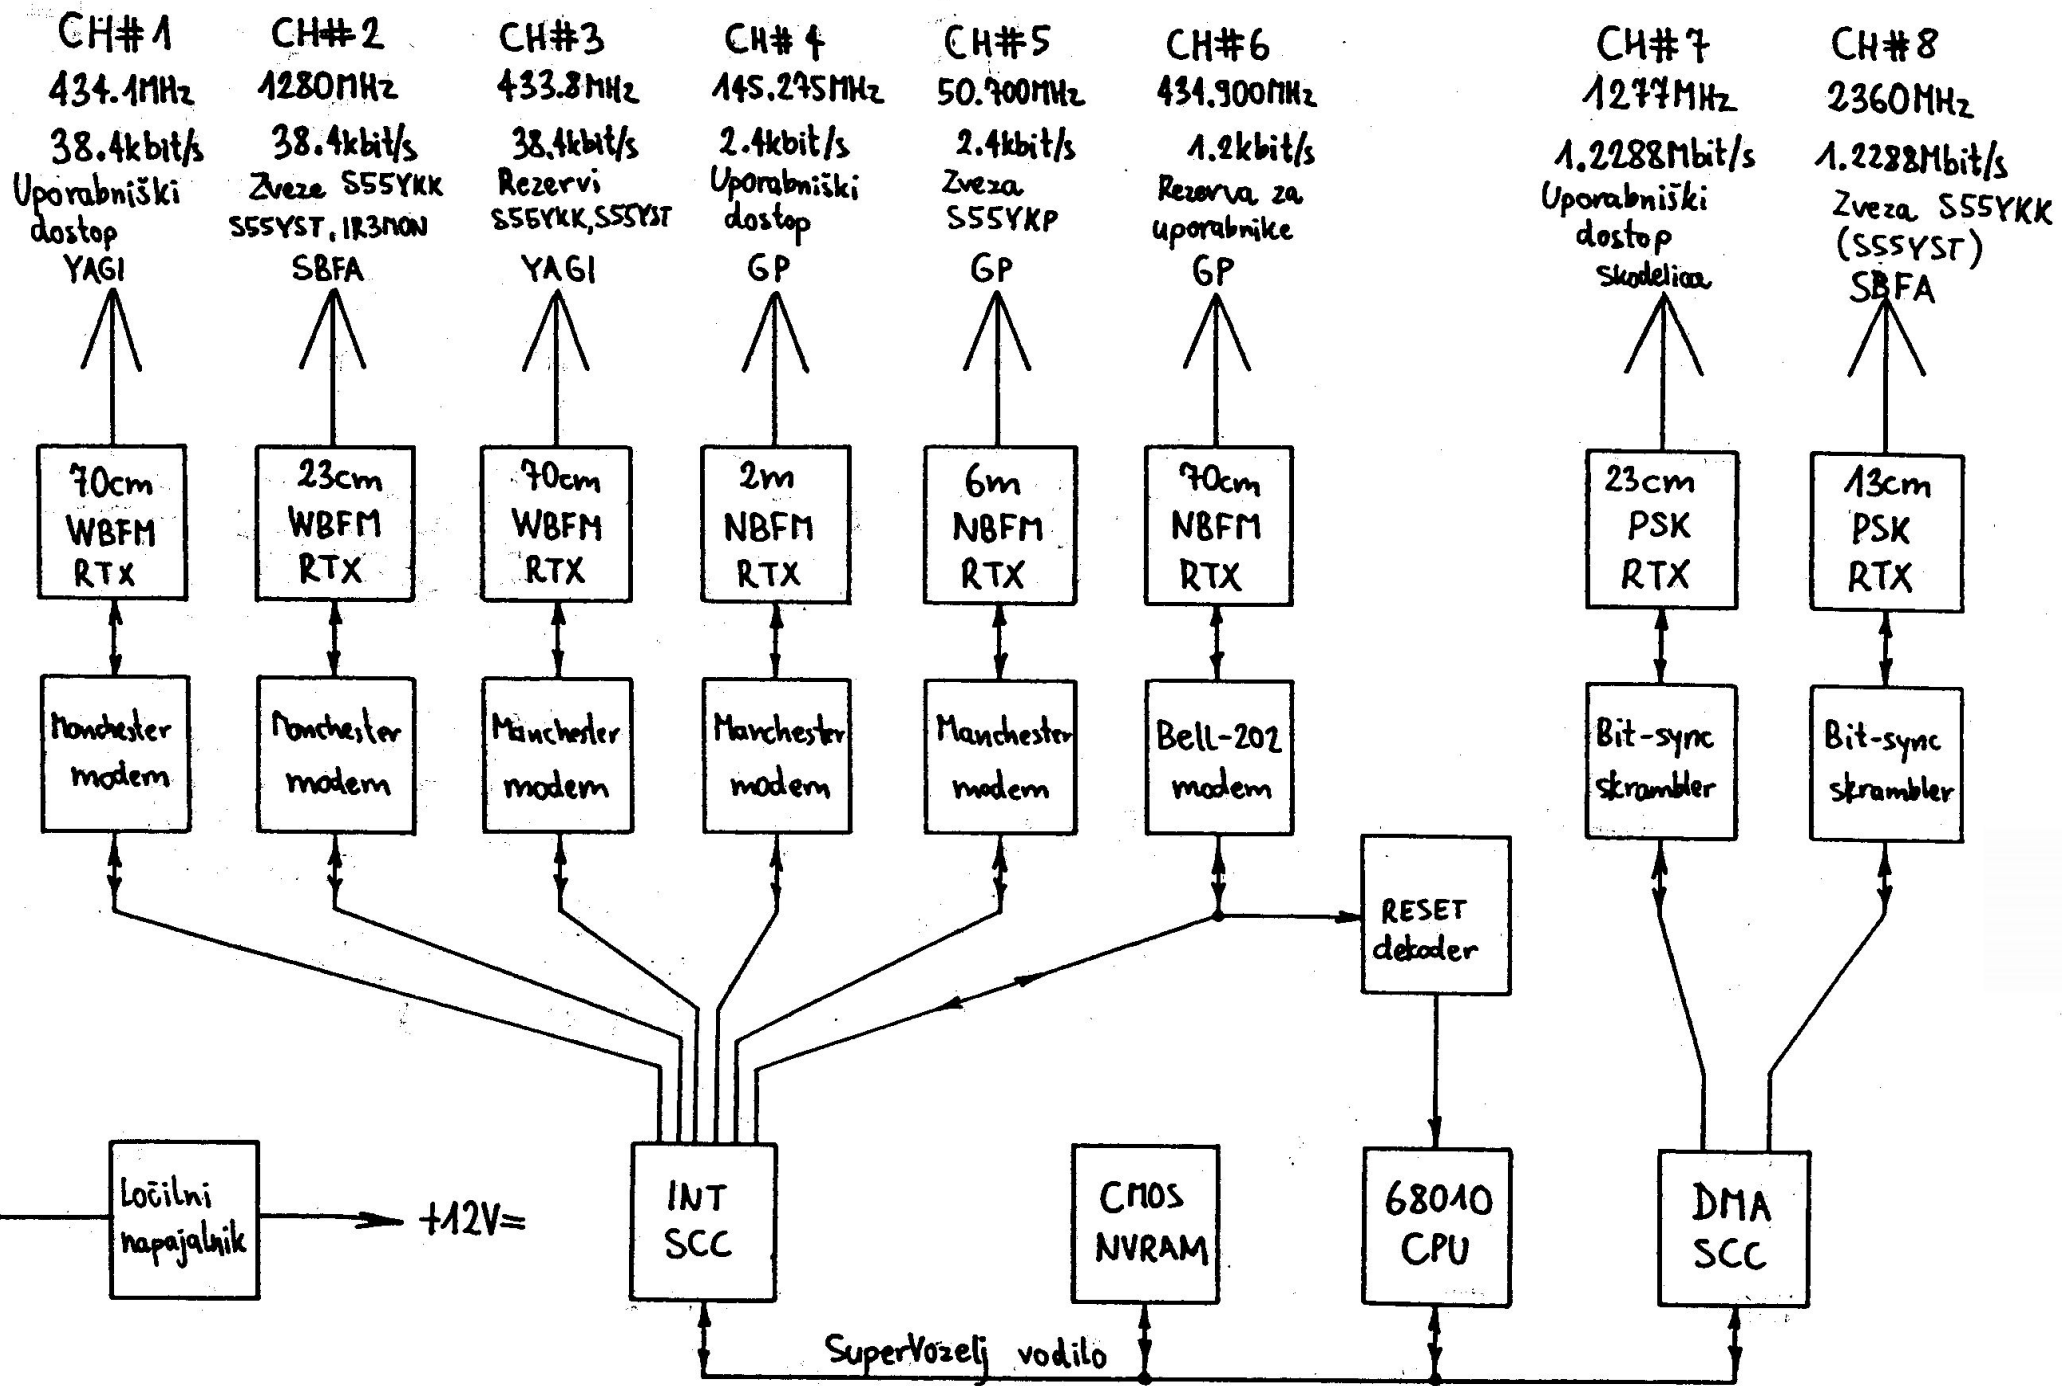 CH#1
434.1MHz
38.4kbit/s
Uporabniški
dostop
YAGI
CH#2
1280MHz
38.4kbit/s
Zveze S55YKK
S55YST, IR3MON
SBFA
CH#3
433.8MHz
38.4kbit/s
Rezervi
S55YKK, S55YST
YAGI
CH#4
145.275MHz
2.4kbit/s
Uporabniški
dostop
GP
CH#5
50.700MHz
2.4kbit/s
Zveza
S55YKP
GP
CH#6
434.900MHz
1.2kbit/s
Rezerva za
uporabnike
GP
CH#7
1277MHz
1.2288Mbit/s
Uporabniški
dostop
Skodelica
CH#8
2360MHz
1.2288Mbit/s
Zveza S55YKK
(S55YST)
SBFA
70cm
WBFM
RTX
23cm
WBFM
RTX
70cm
WBFM
RTX
2m
NBFM
RTX
6m
NBFM
RTX
70cm
NBFM
RTX
23cm
PSK
RTX
13cm
PSK
RTX
Manchester
modem
Manchester
modem
Manchester
modem
Manchester
modem
Manchester
modem
Bell-202
modem
Bit-sync
skrambler
Bit-sync
skrambler
RESET
dekoder
Ločilni
napajalnik
+12V=
INT
SCC
CMOS
NVRAM
68010
CPU
DMA
SCC
SuperVozelj vodilo